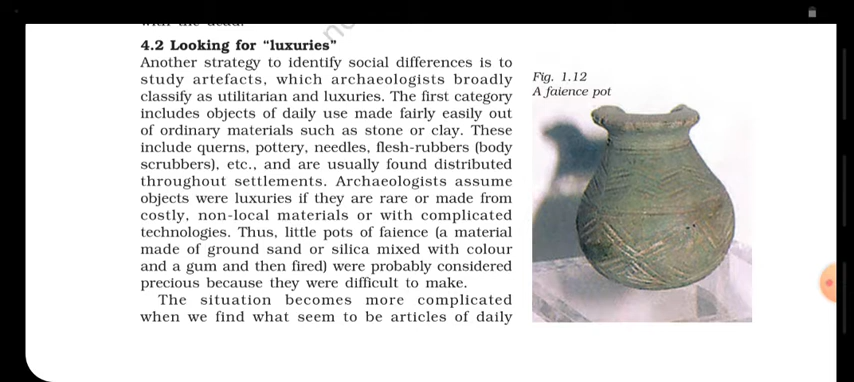 4.2 Looking for "luxuries"
Another strategy to identify social differences is to
study artefacts, which archaeologists broadly
classify as utilitarian and luxuries. The first category
includes objects of daily use made fairly easily out
of ordinary materials such as stone or clay. These
include querns, pottery, needles, flesh-rubbers (body
scrubbers), etc., and are usually found distributed
throughout settlements. Archaeologists assume
objects were luxuries if they are rare or made from
costly, non-local materials or with complicated
technologies. Thus, little pots of faience (a material
made of ground sand or silica mixed with colour
and a gum and then fired) were probably considered
precious because they were difficult to make.
The situation becomes more complicated
when we find what seem to be articles of daily
Fig. 1.12
A faience pot